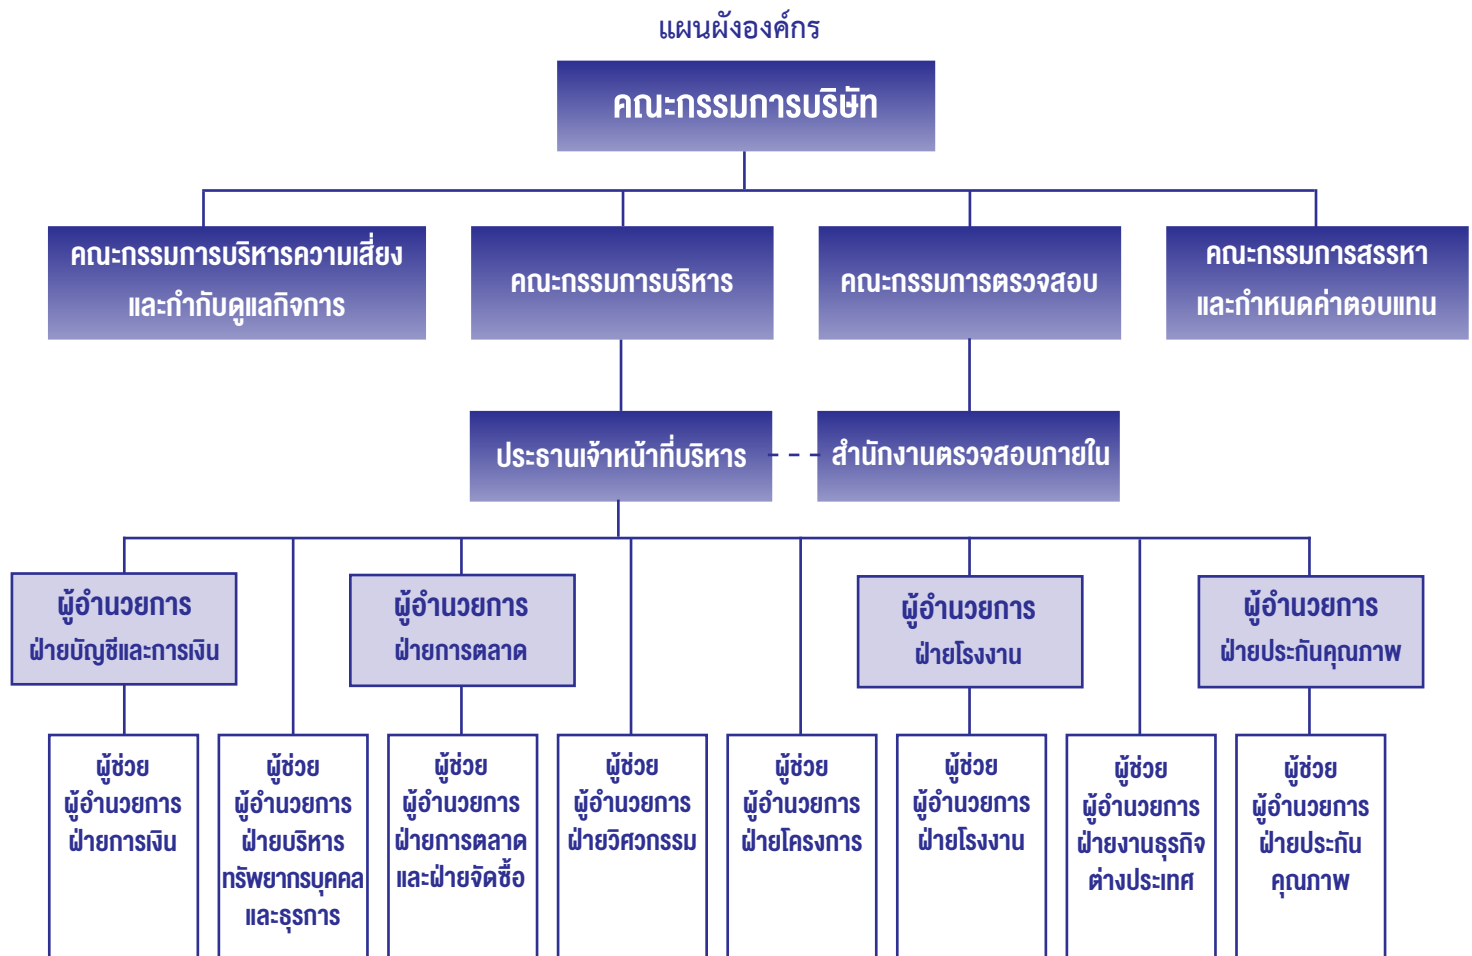 แผนผังองค์กร
คณะกรรมการบริษัท
คณะกรรมการบริหารความเสี่ยง
และกำกับดูแลกิจการ
คณะกรรมการบริหาร
คณะกรรมการตรวจสอบ
คณะกรรมการสรรหา
และกำหนดค่าตอบแทน
ประธานเจ้าหน้าที่บริหาร
สำนักงานตรวจสอบภายใน
ผู้อำนวยการ
ฝ่ายบัญชีและการเงิน
ผู้อำนวยการ
ฝ่ายการตลาด
ผู้อำนวยการ
ฝ่ายโรงงาน
ผู้อำนวยการ
ฝ่ายประกันคุณภาพ
ผู้ช่วย
ผู้อำนวยการ
ฝ่ายการเงิน
ผู้ช่วย
ผู้อำนวยการ
ฝ่ายบริหาร
ทรัพยากรบุคคล
และธุรการ
ผู้ช่วย
ผู้อำนวยการ
ฝ่ายการตลาด
และฝ่ายจัดซื้อ
ผู้ช่วย
ผู้อำนวยการ
ฝ่ายวิศวกรรม
ผู้ช่วย
ผู้อำนวยการ
ฝ่ายโครงการ
ผู้ช่วย
ผู้อำนวยการ
ฝ่ายโรงงาน
ผู้ช่วย
ผู้อำนวยการ
ฝ่ายงานธุรกิจ
ต่างประเทศ
ผู้ช่วย
ผู้อำนวยการ
ฝ่ายประกัน
คุณภาพ